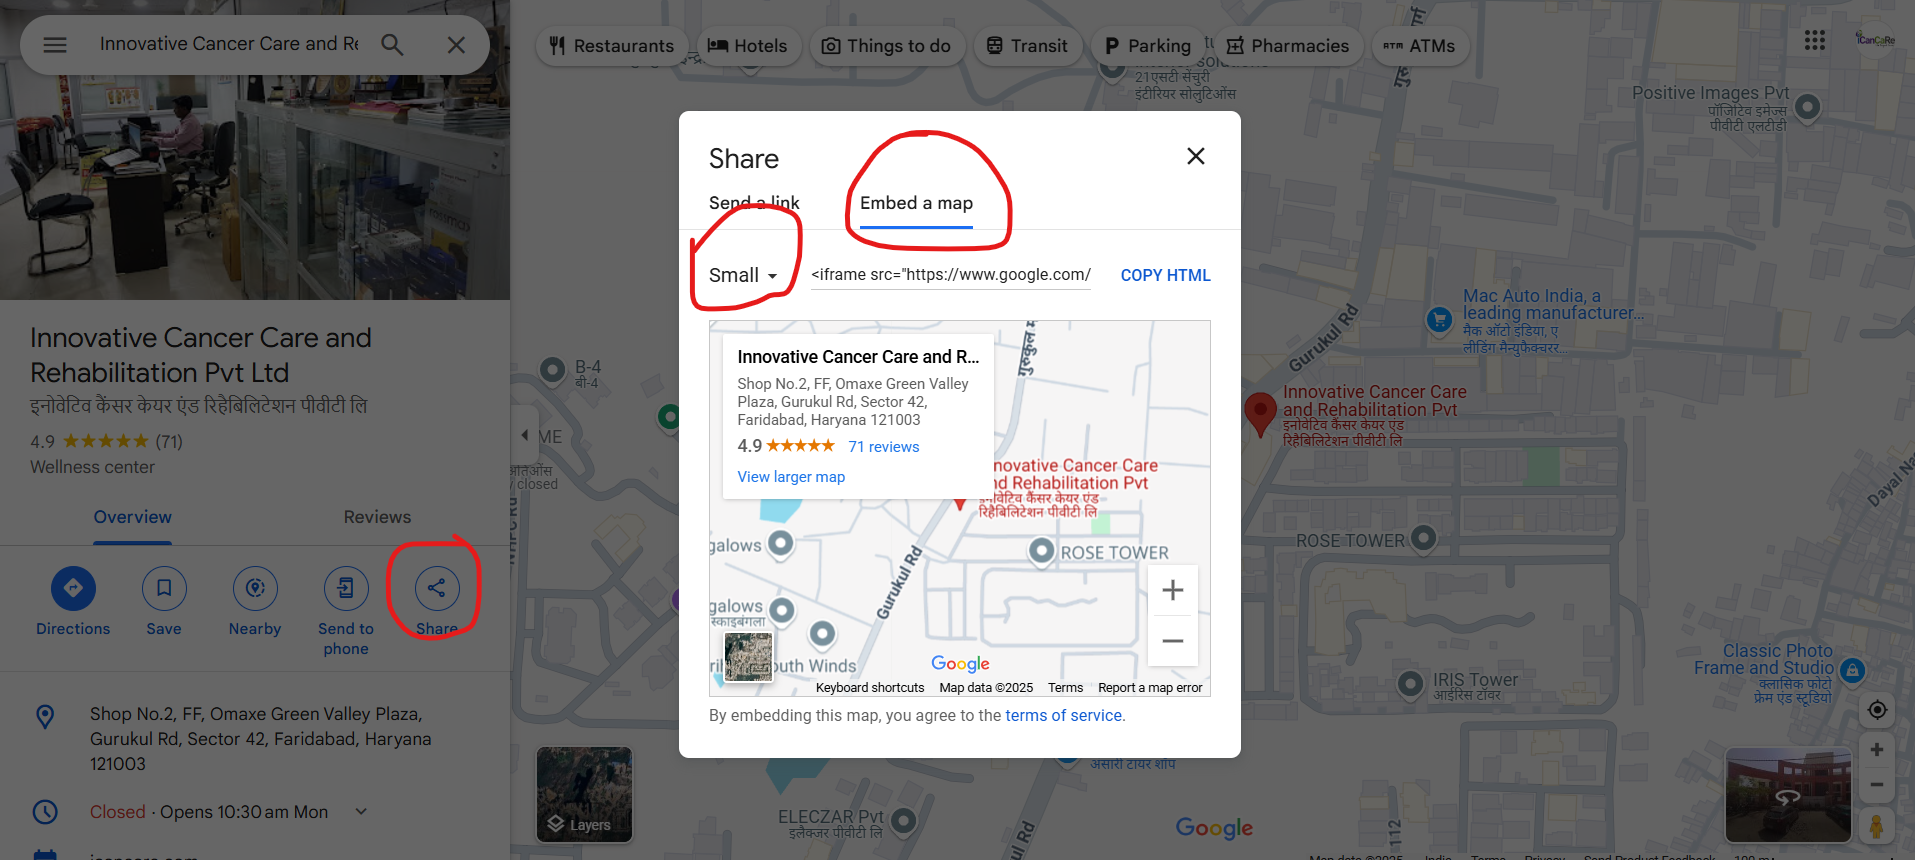 Innovative Cancer Care and Re
Restaurants
Hotels
Things to do
Transit
Parking
Pharmacies
ATMs
iCanCaRe
Innovative Cancer Care and
Rehabilitation Pvt Ltd
इनोवेटिव कैंसर केयर एंड रिहैबिलिटेशन पीवीटी लि
4.9 (71)
Wellness center
Overview
Reviews
Directions
Save
Nearby
Send to
phone
Share
Shop No.2, FF, Omaxe Green Valley Plaza,
Gurukul Rd, Sector 42, Faridabad, Haryana
121003
Closed · Opens 10:30 am Mon
Share
Send a link
Embed a map
Small
<iframe src="https://www.google.com/
COPY HTML
Innovative Cancer Care and R...
Shop No.2, FF, Omaxe Green Valley
Plaza, Gurukul Rd, Sector 42,
Faridabad, Haryana 121003
4.9 71 reviews
View larger map
novative Cancer Care
nd Rehabilitation Pvt
इनोवेटिव कैंसर केयर एंड
रिहैबिलिटेशन पीवीटी लि
galows
ROSE TOWER
Gurukul Rd
galows
स्काइबंगला
outh Winds
Google
Keyboard shortcuts
Map data ©2025
Terms
Report a map error
By embedding this map, you agree to the terms of service.
21एसटी सेंचुरी
इंटीरियर सोलुटिओंस
Positive Images Pvt
पॉजिटिव इमेज्स
पीवीटी एलटीडी
B-4
बी-4
ME
closed
Gurukul Rd
Mac Auto India, a
leading manufacturer...
मैक ऑटो इंडिया, ए
लीडिंग मैन्युफैक्चरर...
Innovative Cancer Care
and Rehabilitation Pvt
इनोवेटिव कैंसर केयर एंड
रिहैबिलिटेशन पीवीटी लि
ROSE TOWER
IRIS Tower
आईरिस टॉवर
Classic Photo
Frame and Studio
क्लासिक फोटो
फ्रेम एंड स्टूडियो
अंसारी टायर शॉप
ELECZAR Pvt
इलैक्जर पीवीटी लि
Layers
Google